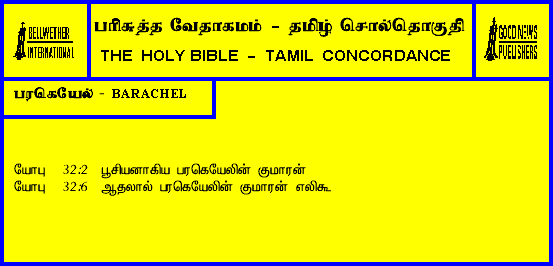 BELLWETHER
INTERNATIONAL
பரிசுத்த வேதாகமம் - தமிழ் சொல்தொகுதி
THE HOLY BIBLE - TAMIL CONCORDANCE
GOOD NEWS
PUBLISHERS
பரகெயேல் - BARACHEL
யோபு 32:2 பூசியனாகிய பரகெயேலின் குமாரன்
யோபு 32:6 ஆதலால் பரகெயேலின் குமாரன் எலிகூ